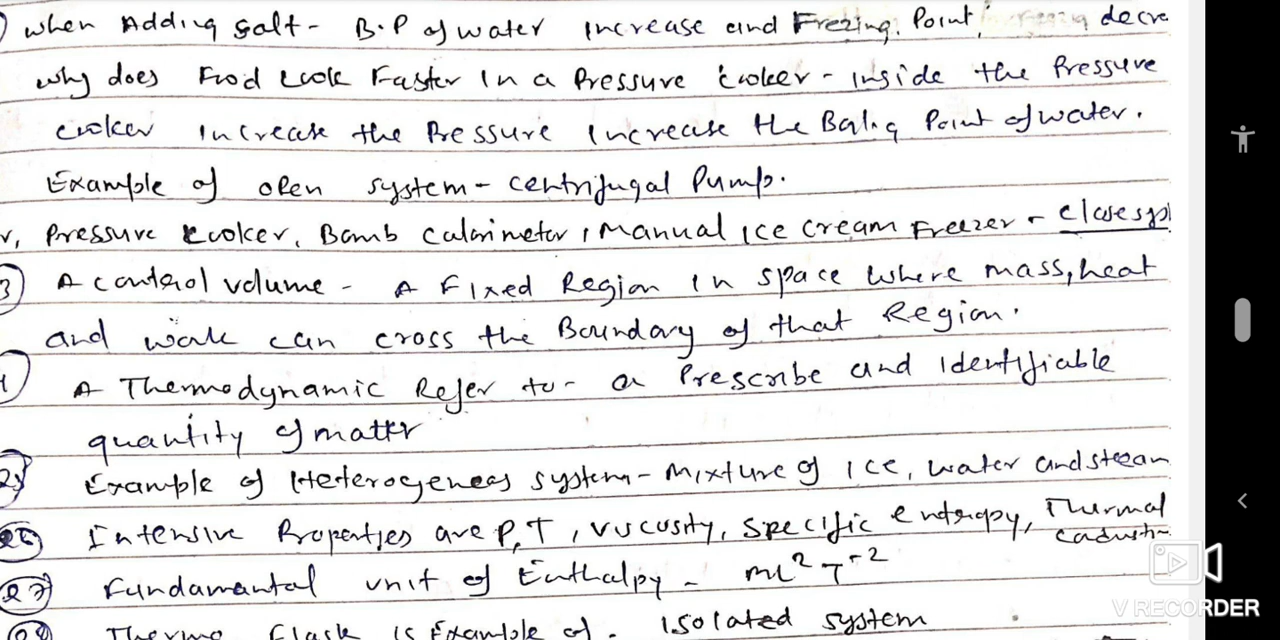 when Adding salt- B.P of water Increase and Frezing. Point decre
why does Food Cook Faster In a Pressure Cooker - Inside the Pressure
Cooker Increase the Pressure Increase the Point of water.
Example of open system - centrifugal Pump.
r, Pressure Cooker, Bomb Calorimeter, Manual Ice Cream Freezer -
3 A control volume - A Fixed Region In space where mass, heat
and work can cross the Boundary of that Region.
A Thermodynamic Refer to - a Prescribe and Identifiable
quantity of matter
Example of system - Mixture of Ice, water and steam
Intensive Properties are P, T, Viscosity, Specific entropy, Thermal
27 Fundamental unit of Enthalpy - ML² T⁻²
Thermo Flask is Example of. Isolated system
V RECORDER